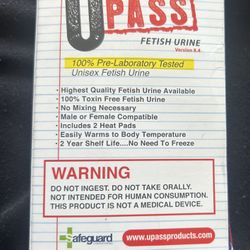 UPASS
FETISH URINE
Version 8.4
100% Pre-Laboratory Tested
Unisex Fetish Urine
• Highest Quality Fetish Urine Available
• 100% Toxin Free Fetish Urine
• No Mixing Necessary
• Male or Female Compatible
• Includes 2 Heat Pads
• Easily Warms to Body Temperature
• 2 Year Shelf Life....No Need to Freeze
WARNING
DO NOT INGEST. DO NOT TAKE ORALLY.
NOT INTENDED FOR HUMAN CONSUMPTION.
THIS PRODUCT IS NOT A MEDICAL DEVICE.
Safeguard
www.upassproducts.com